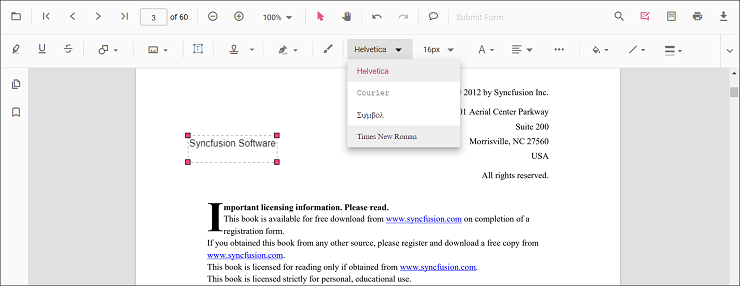 3 of 60 100% Submit Form
Helvetica 16px A
Helvetica
Courier
Συμβολ
Times New Roman
2012 by Syncfusion Inc.
01 Aerial Center Parkway
Suite 200
Morrisville, NC 27560
USA
All rights reserved.
Syncfusion Software
Important licensing information. Please read.
This book is available for free download from www.syncfusion.com on completion of a
registration form.
If you obtained this book from any other source, please register and download a free copy from
www.syncfusion.com.
This book is licensed for reading only if obtained from www.syncfusion.com.
This book is licensed strictly for personal, educational use.